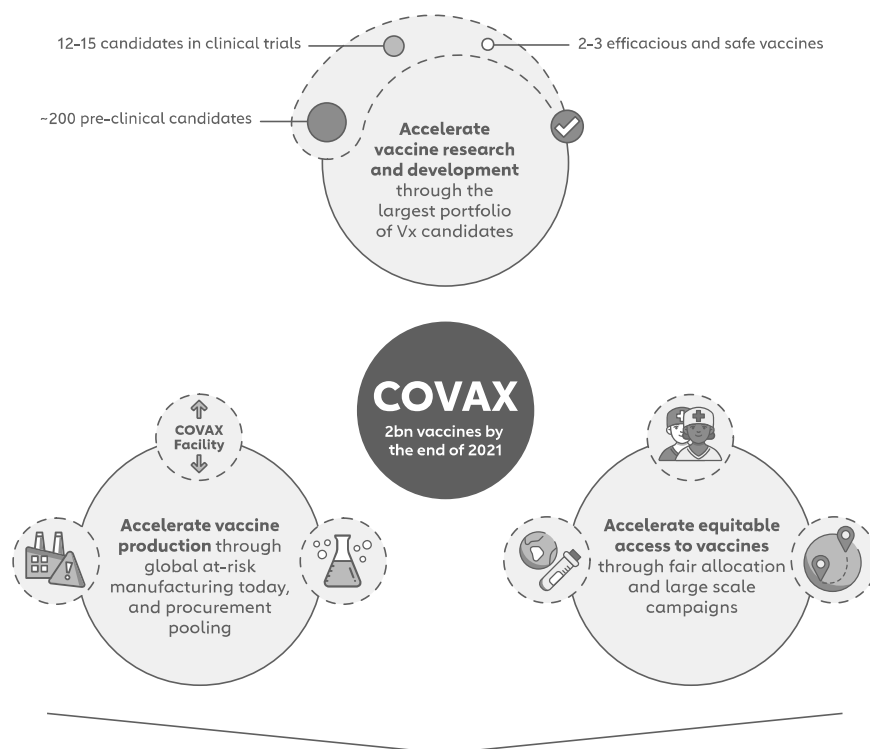 12-15 candidates in clinical trials
2-3 efficacious and safe vaccines
~200 pre-clinical candidates
Accelerate
vaccine research
and development
through the
largest portfolio
of Vx candidates
COVAX
2bn vaccines by
the end of 2021
COVAX
Facility
Accelerate vaccine
production through
global at-risk
manufacturing today,
and procurement
pooling
Accelerate equitable
access to vaccines
through fair allocation
and large scale
campaigns